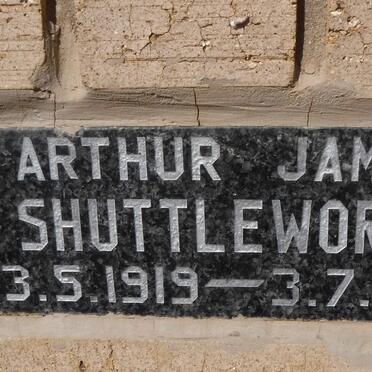 ARTHUR JAM
SHUTTLEWOR
3.5.1919 — 3.7.